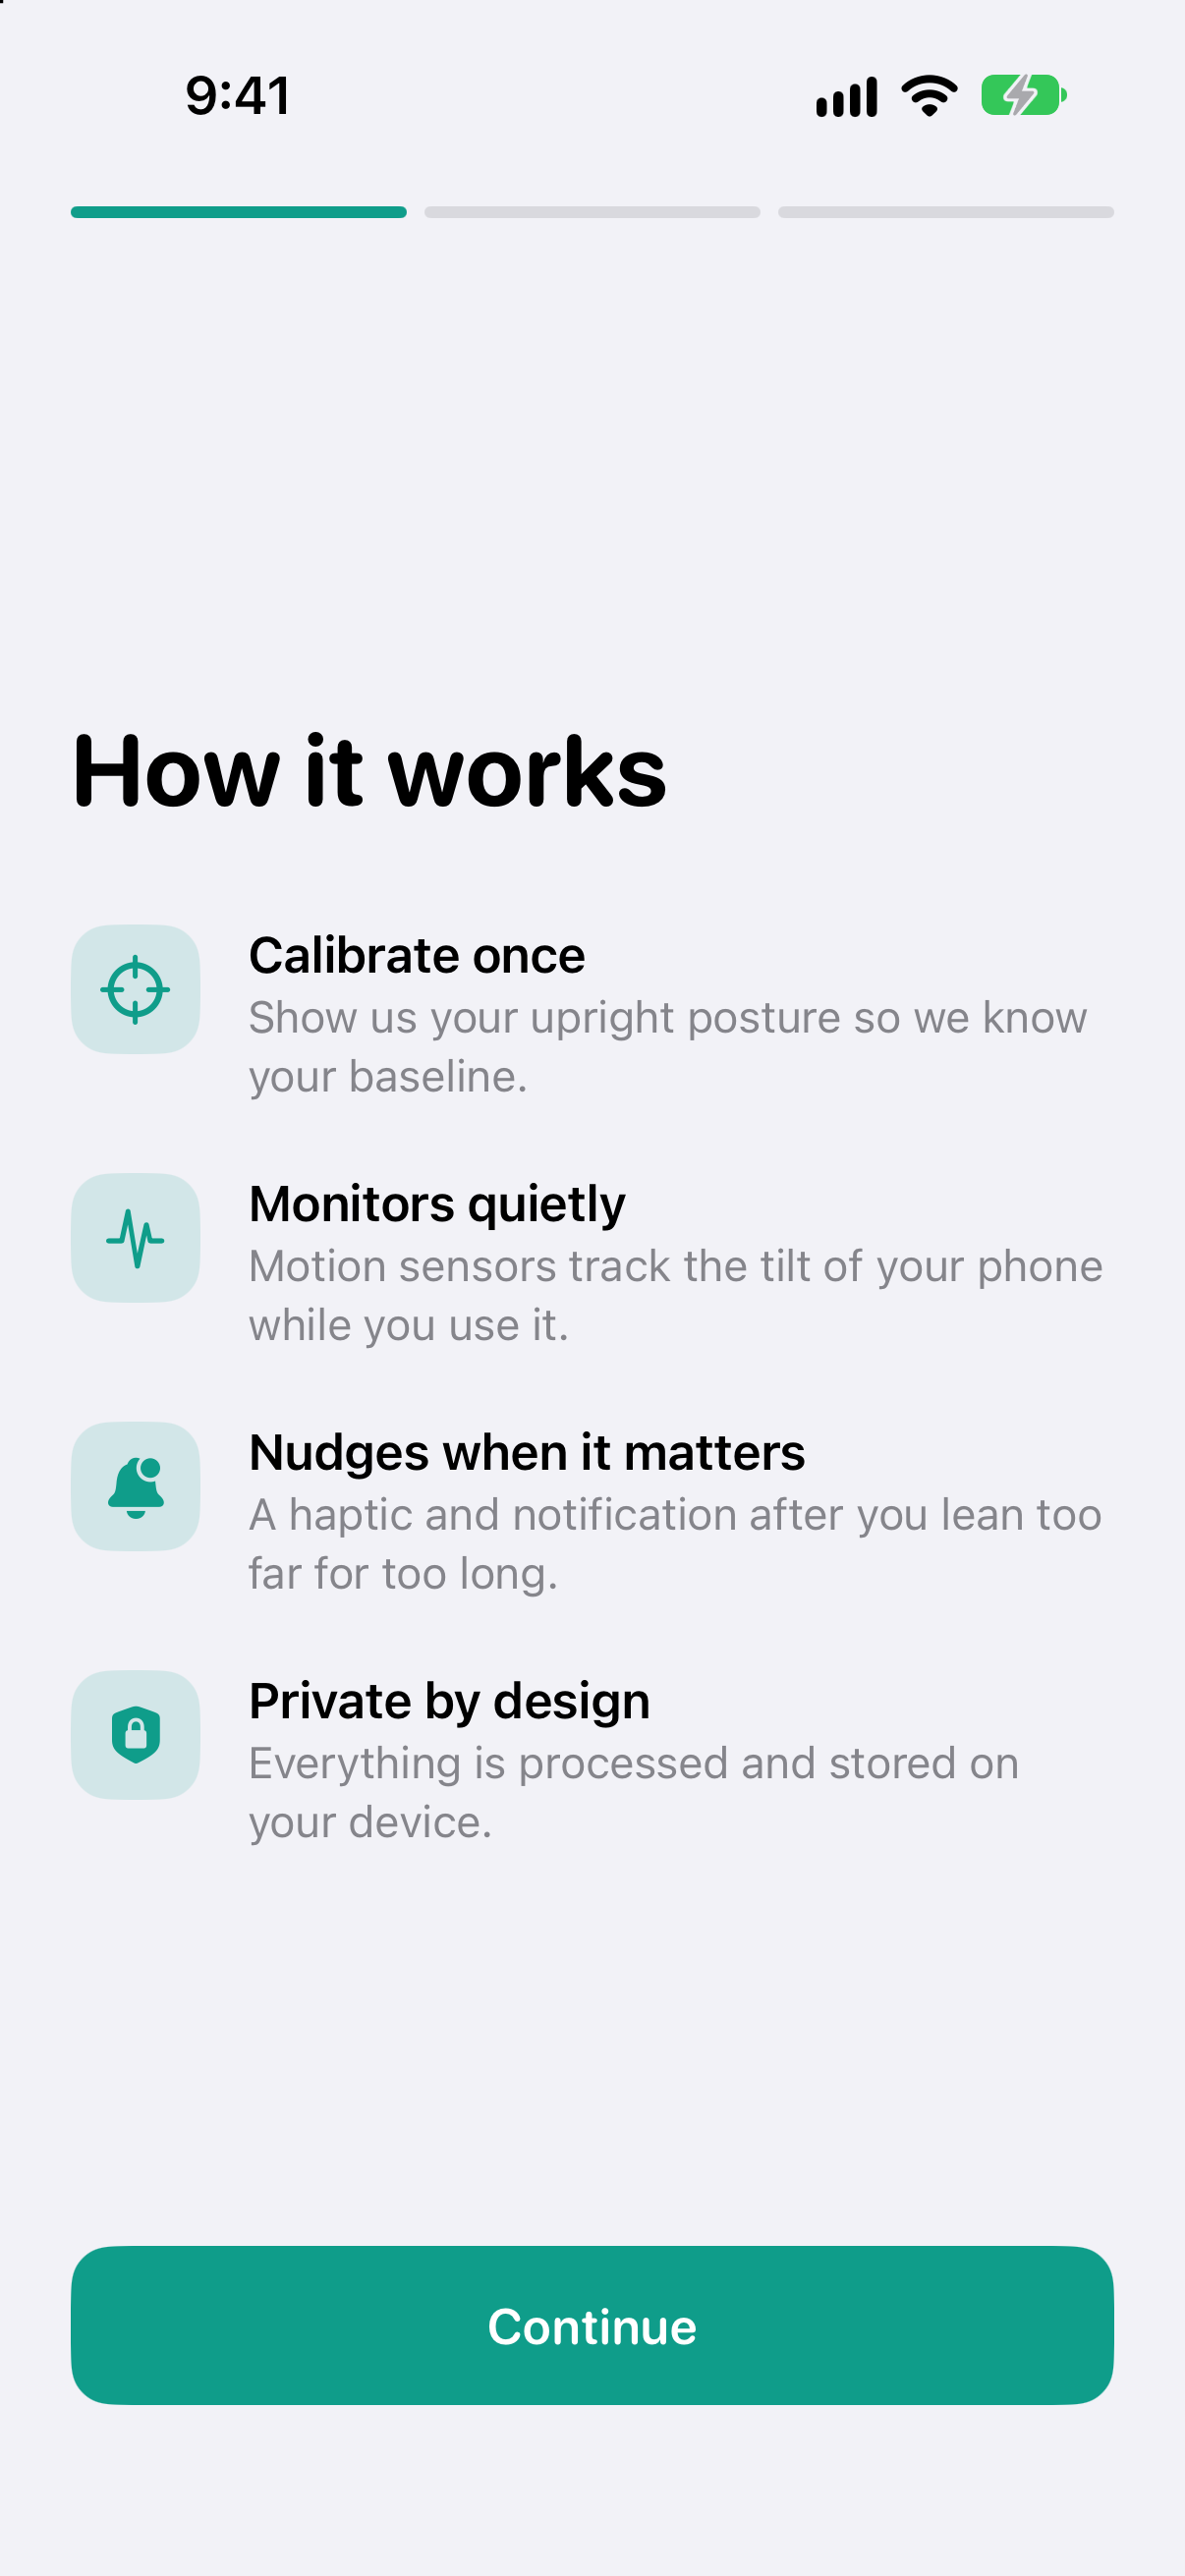 9:41
How it works
Calibrate once
Show us your upright posture so we know
your baseline.
Monitors quietly
Motion sensors track the tilt of your phone
while you use it.
Nudges when it matters
A haptic and notification after you lean too
far for too long.
Private by design
Everything is processed and stored on
your device.
Continue